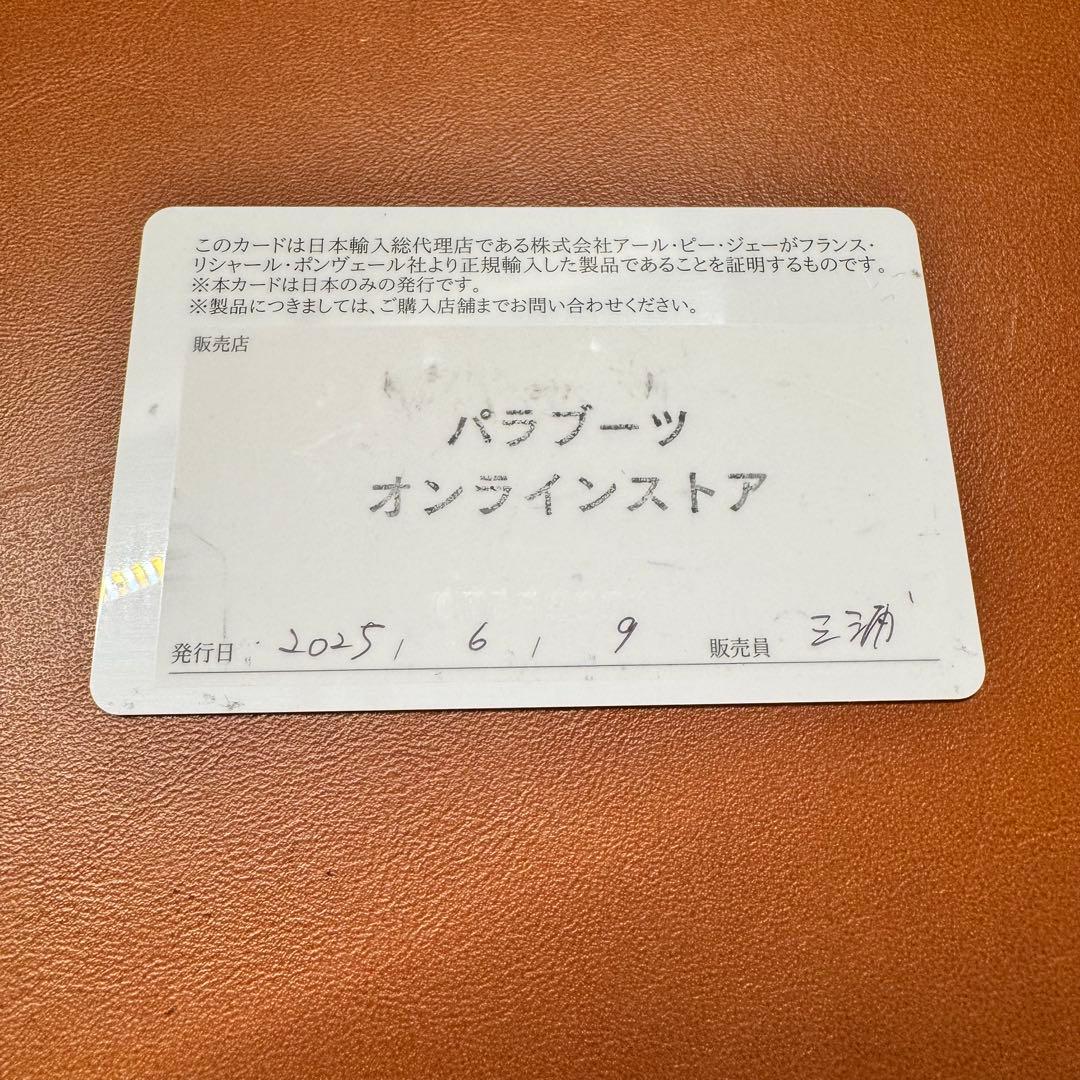 このカードは日本輸入総代理店である株式会社アール・ピー・ジェーがフランス・
リシャール・ポンヴェール社より正規輸入した製品であることを証明するものです。
※本カードは日本のみの発行です。
※製品につきましては、ご購入店舗までお問い合わせください。
販売店
パラブーツ
オンラインストア
発行日 2025 / 6 / 9 販売員 三浦